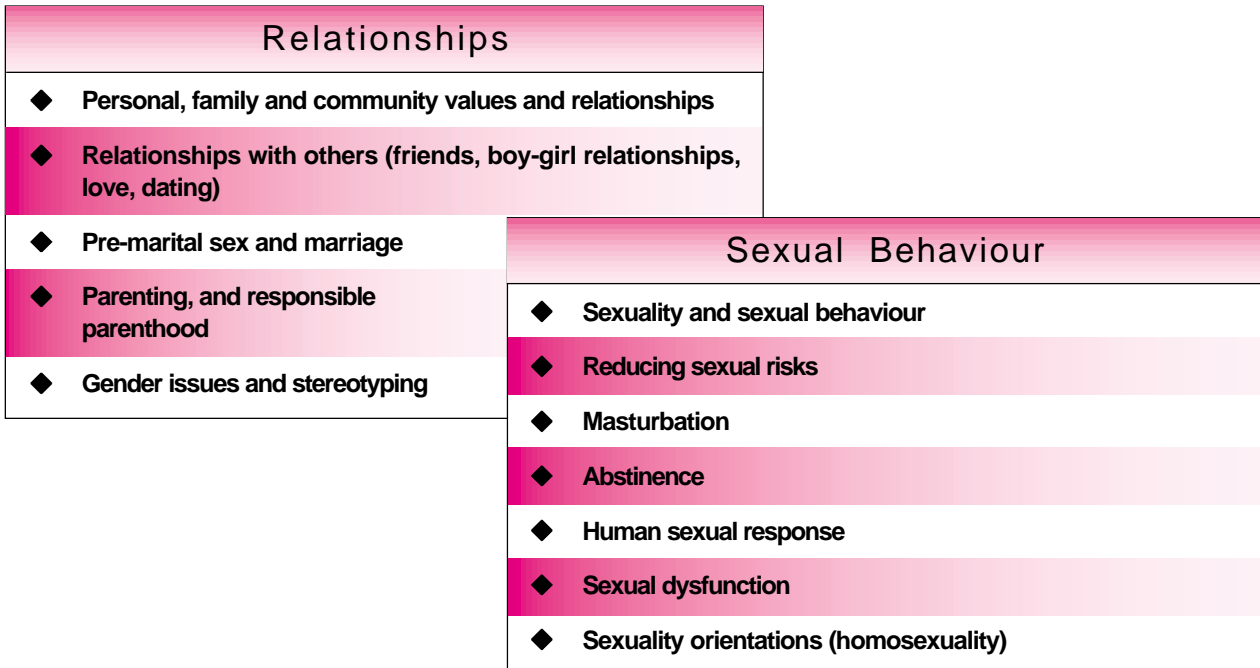 Relationships
◆ Personal, family and community values and relationships
◆ Relationships with others (friends, boy-girl relationships,
love, dating)
◆ Pre-marital sex and marriage
◆ Parenting, and responsible
parenthood
◆ Gender issues and stereotyping
Sexual Behaviour
◆ Sexuality and sexual behaviour
◆ Reducing sexual risks
◆ Masturbation
◆ Abstinence
◆ Human sexual response
◆ Sexual dysfunction
◆ Sexuality orientations (homosexuality)